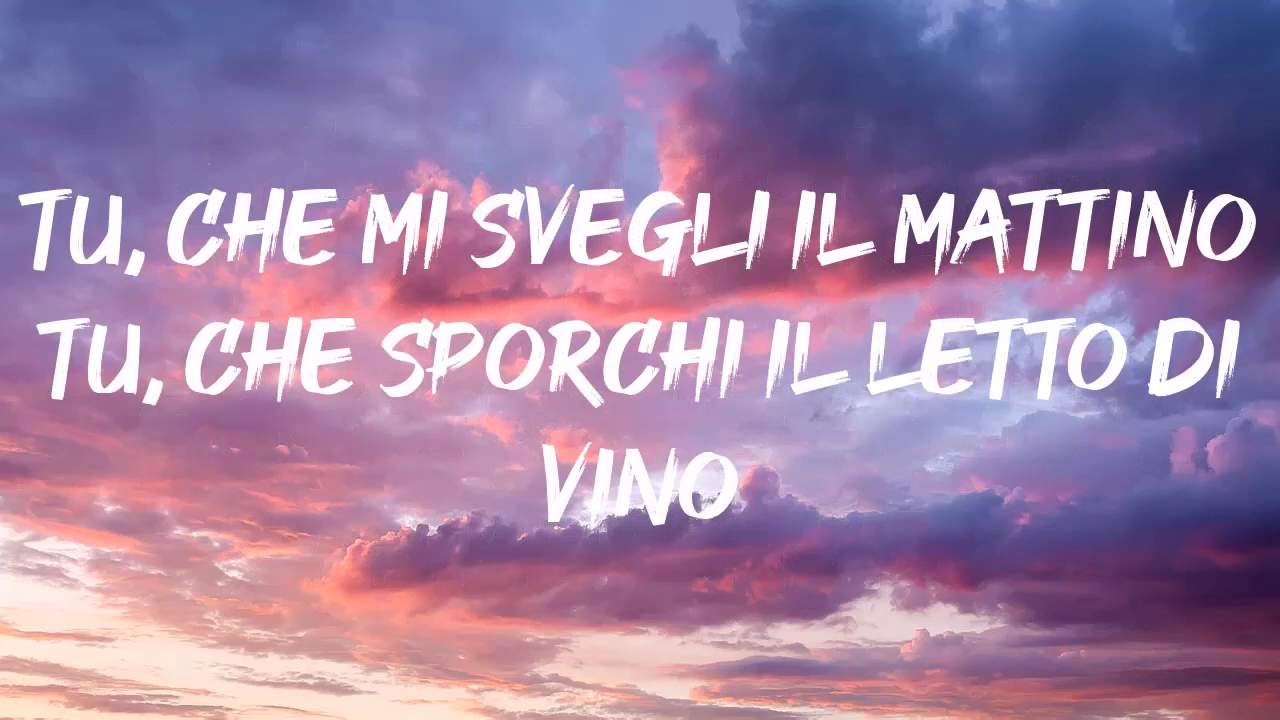 TU, CHE MI SVEGLI IL MATTINO
TU, CHE SPORCHI IL LETTO DI
VINO